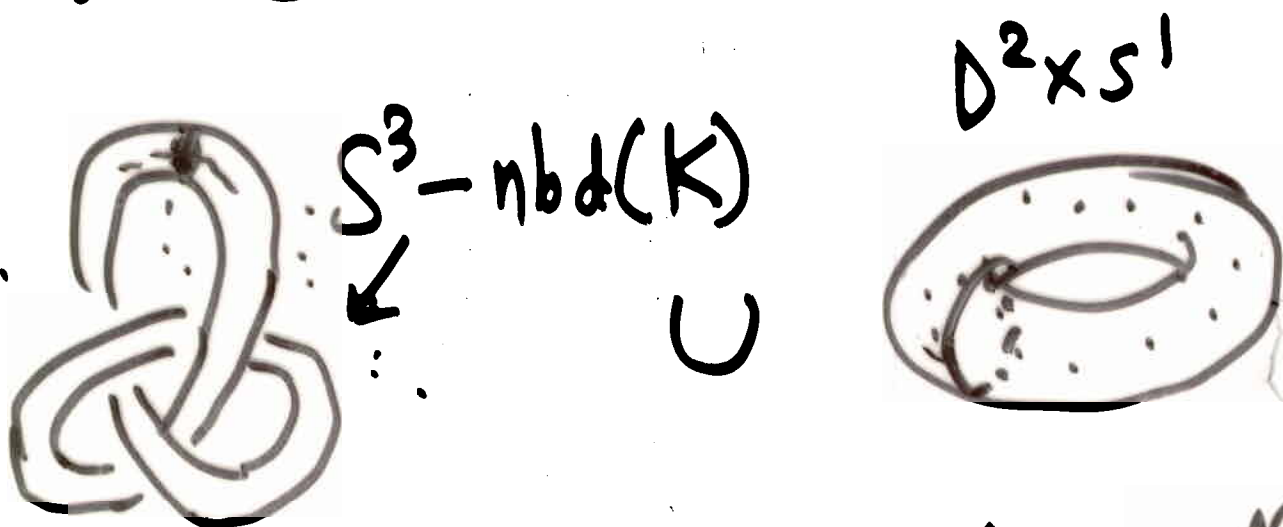 D² × S¹
S³ - nbd(K)
∪